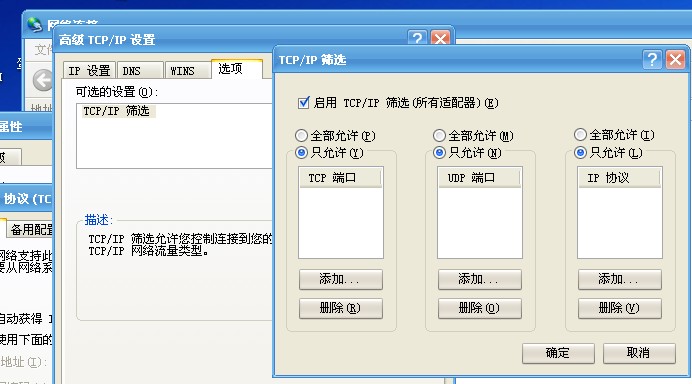 网络连接
文件
地址
属性
协议 (TC
备用配置
网络支持此
要从网络系
自动获得 I
使用下面的
地址(I):
高级 TCP/IP 设置
IP 设置 DNS WINS 选项
可选的设置(O):
TCP/IP 筛选
描述:
TCP/IP 筛选允许您控制连接到您的
TCP/IP 网络流量类型。
TCP/IP 筛选
启用 TCP/IP 筛选(所有适配器)(E)
全部允许(P) 全部允许(M) 全部允许(I)
只允许(Y) 只允许(N) 只允许(L)
TCP 端口 UDP 端口 IP 协议
添加... 添加... 添加...
删除(R) 删除(O) 删除(V)
确定 取消